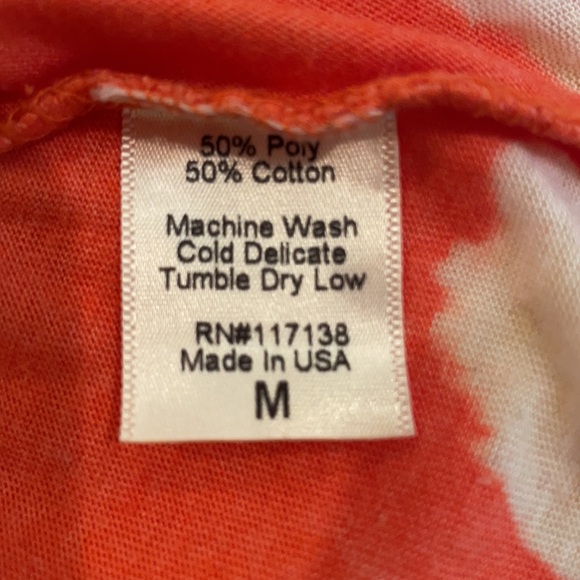 50% Poly
50% Cotton
Machine Wash
Cold Delicate
Tumble Dry Low
RN#117138
Made In USA
M